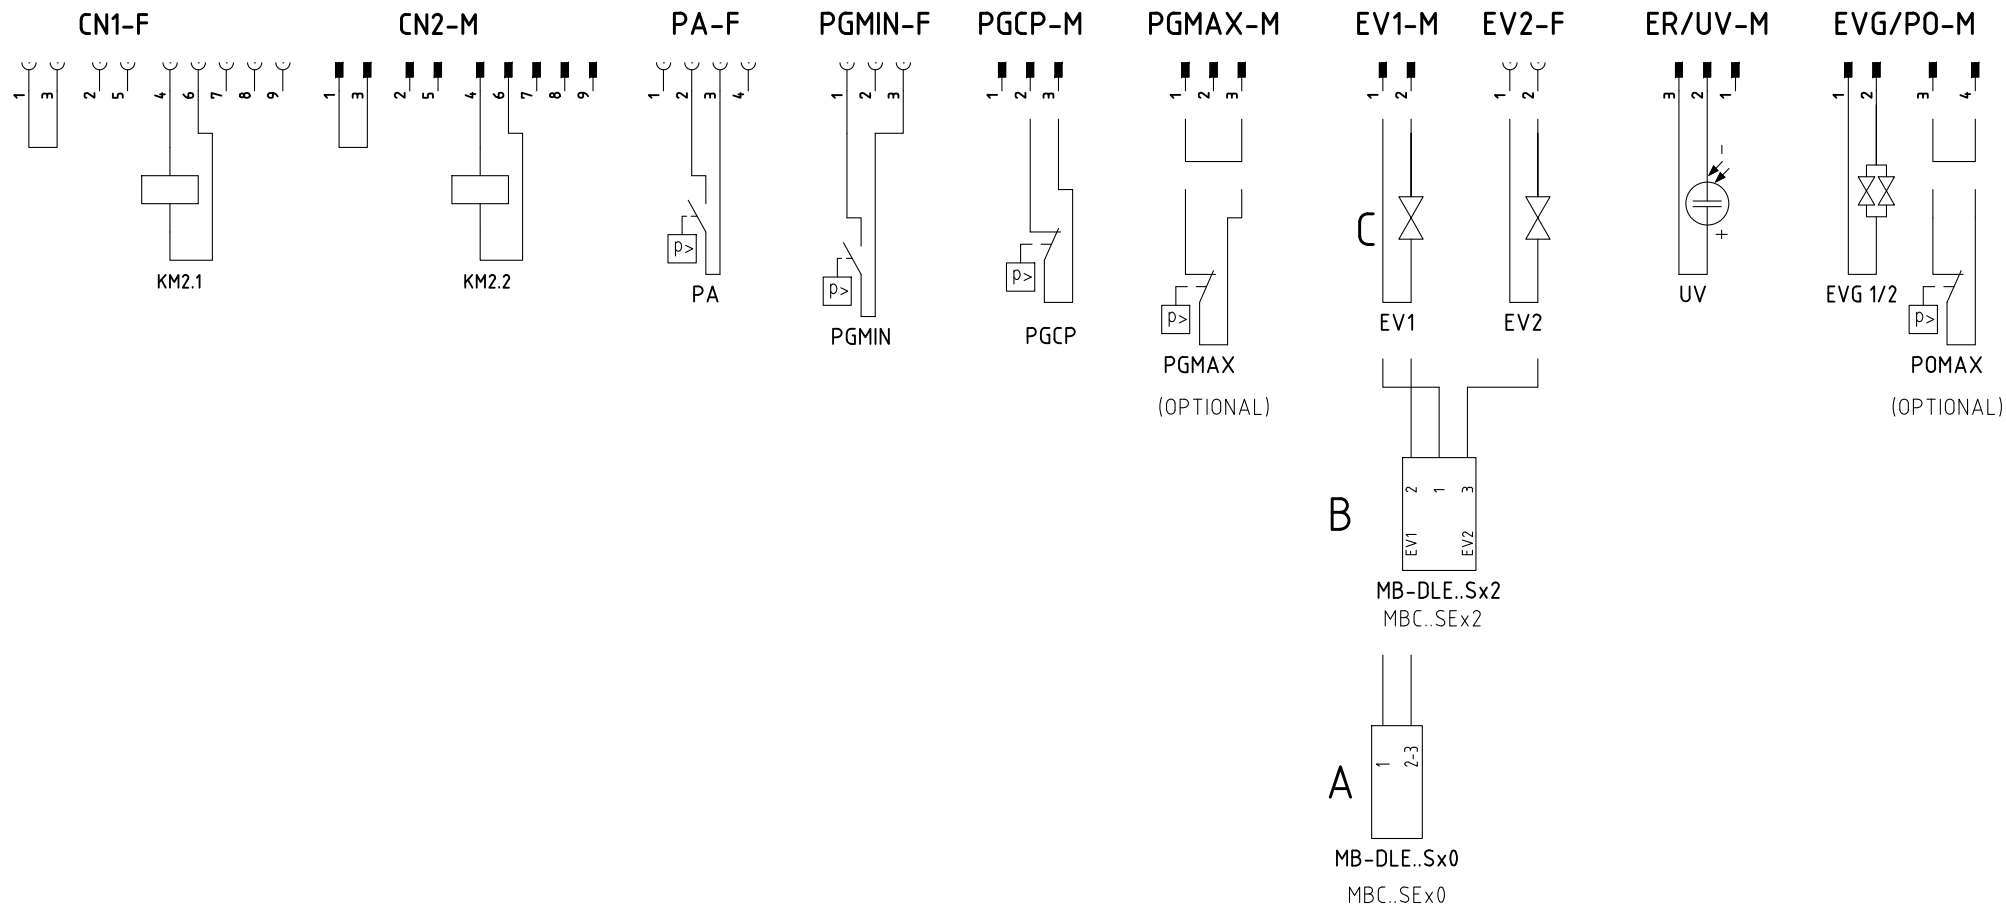 CN1-F CN2-M PA-F PGMIN-F PGCP-M PGMAX-M EV1-M EV2-F ER/UV-M EVG/PO-M
1 3 2 5 4 6 7 8 9 1 3 2 5 4 6 7 8 9 1 2 3 4 1 2 3 1 2 3 1 2 3 1 2 1 2 3 2 1 1 2 3 4
-
C
+
p>
p>
p>
p>
p>
KM2.1 KM2.2 PA PGMIN PGCP PGMAX EV1 EV2 UV EVG 1/2 POMAX
(OPTIONAL) (OPTIONAL)
B
2 1 3
EV1 EV2
MB-DLE..Sx2
MBC..SEx2
A
1 2-3
MB-DLE..Sx0
MBC..SEx0